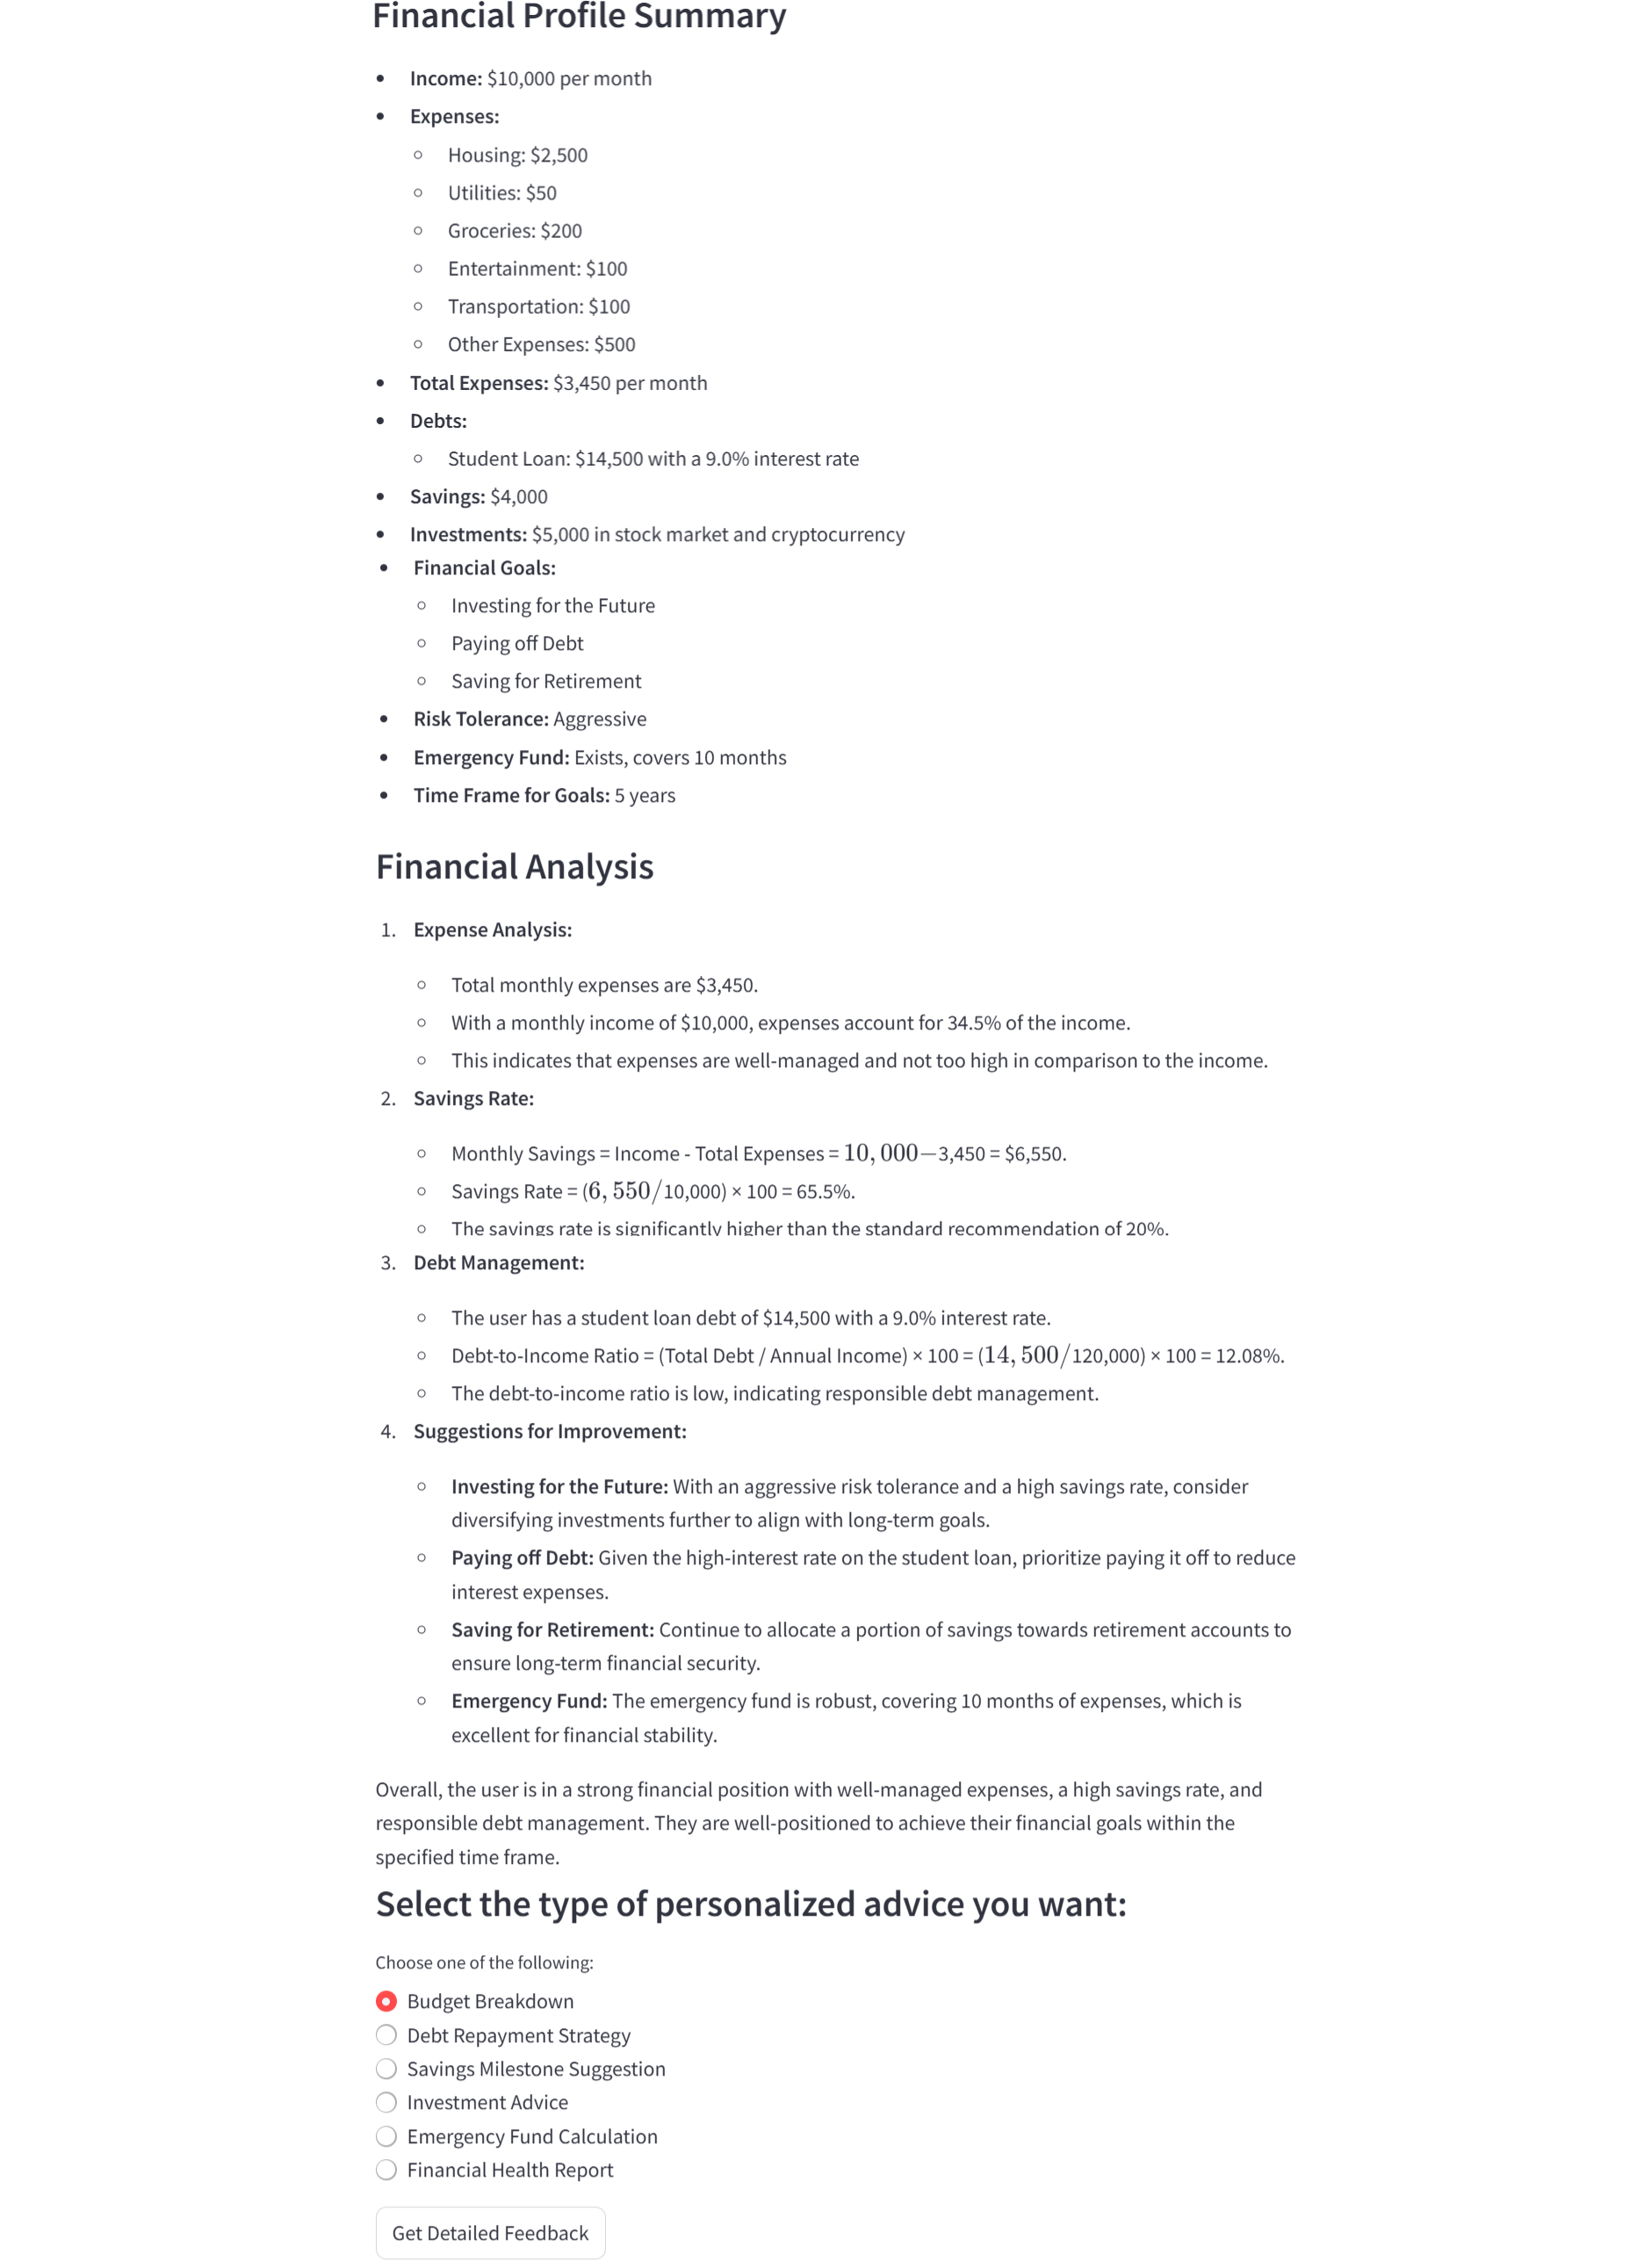 Financial Profile Summary
Income: $10,000 per month
Expenses:
Housing: $2,500
Utilities: $50
Groceries: $200
Entertainment: $100
Transportation: $100
Other Expenses: $500
Total Expenses: $3,450 per month
Debts:
Student Loan: $14,500 with a 9.0% interest rate
Savings: $4,000
Investments: $5,000 in stock market and cryptocurrency
Financial Goals:
Investing for the Future
Paying off Debt
Saving for Retirement
Risk Tolerance: Aggressive
Emergency Fund: Exists, covers 10 months
Time Frame for Goals: 5 years
Financial Analysis
1. Expense Analysis:
Total monthly expenses are $3,450.
With a monthly income of $10,000, expenses account for 34.5% of the income.
This indicates that expenses are well-managed and not too high in comparison to the income.
2. Savings Rate:
Monthly Savings = Income - Total Expenses = 10,000−3,450 = $6,550.
Savings Rate = (6,550/10,000) × 100 = 65.5%.
The savings rate is significantly higher than the standard recommendation of 20%.
3. Debt Management:
The user has a student loan debt of $14,500 with a 9.0% interest rate.
Debt-to-Income Ratio = (Total Debt / Annual Income) × 100 = (14,500/120,000) × 100 = 12.08%.
The debt-to-income ratio is low, indicating responsible debt management.
4. Suggestions for Improvement:
Investing for the Future: With an aggressive risk tolerance and a high savings rate, consider
diversifying investments further to align with long-term goals.
Paying off Debt: Given the high-interest rate on the student loan, prioritize paying it off to reduce
interest expenses.
Saving for Retirement: Continue to allocate a portion of savings towards retirement accounts to
ensure long-term financial security.
Emergency Fund: The emergency fund is robust, covering 10 months of expenses, which is
excellent for financial stability.
Overall, the user is in a strong financial position with well-managed expenses, a high savings rate, and
responsible debt management. They are well-positioned to achieve their financial goals within the
specified time frame.
Select the type of personalized advice you want:
Choose one of the following:
Budget Breakdown
Debt Repayment Strategy
Savings Milestone Suggestion
Investment Advice
Emergency Fund Calculation
Financial Health Report
Get Detailed Feedback